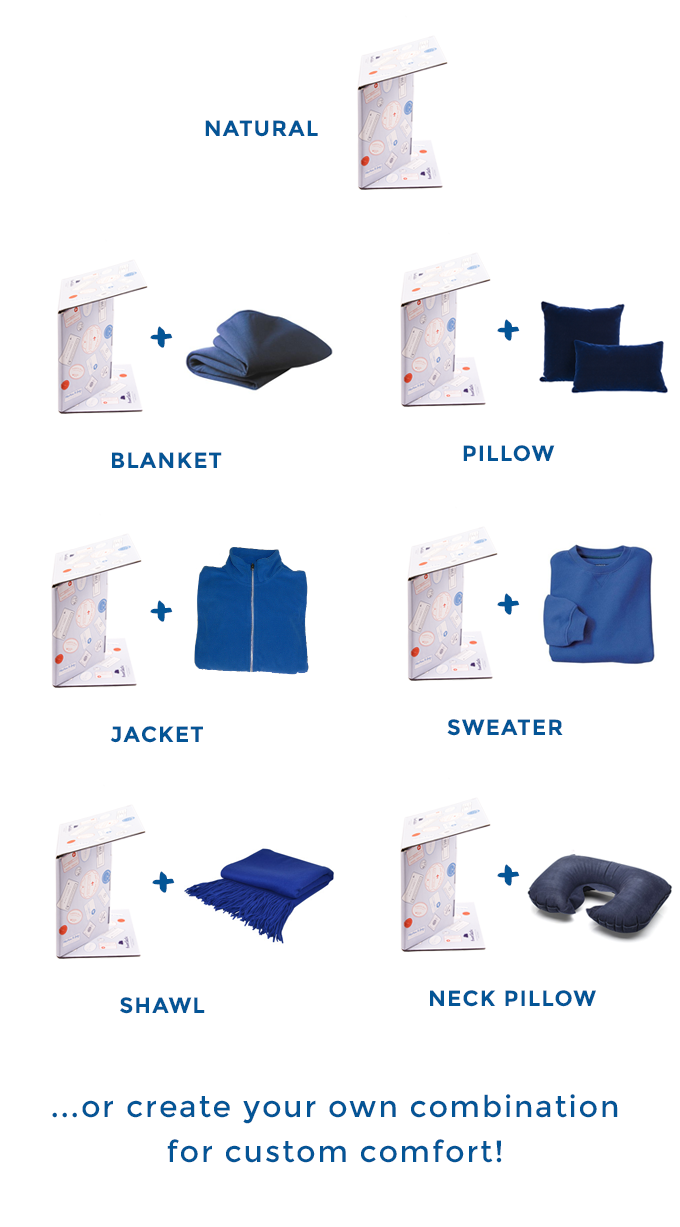 NATURAL
+
+
BLANKET
PILLOW
+
+
JACKET
SWEATER
+
+
SHAWL
NECK PILLOW
...or create your own combination
for custom comfort!